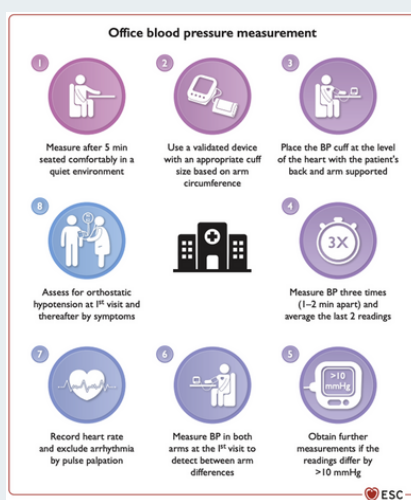 Office blood pressure measurement
1
Measure after 5 min
seated comfortably in a
quiet environment
2
Use a validated device
with an appropriate cuff
size based on arm
circumference
3
Place the BP cuff at the level
of the heart with the patient's
back and arm supported
8
Assess for orthostatic
hypotension at 1st visit and
thereafter by symptoms
4
3X
Measure BP three times
(1–2 min apart) and
average the last 2 readings
7
Record heart rate
and exclude arrhythmia
by pulse palpation
6
Measure BP in both
arms at the 1st visit to
detect between arm
differences
5
>10
mmHg
Obtain further
measurements if the
readings differ by
>10 mmHg
ESC